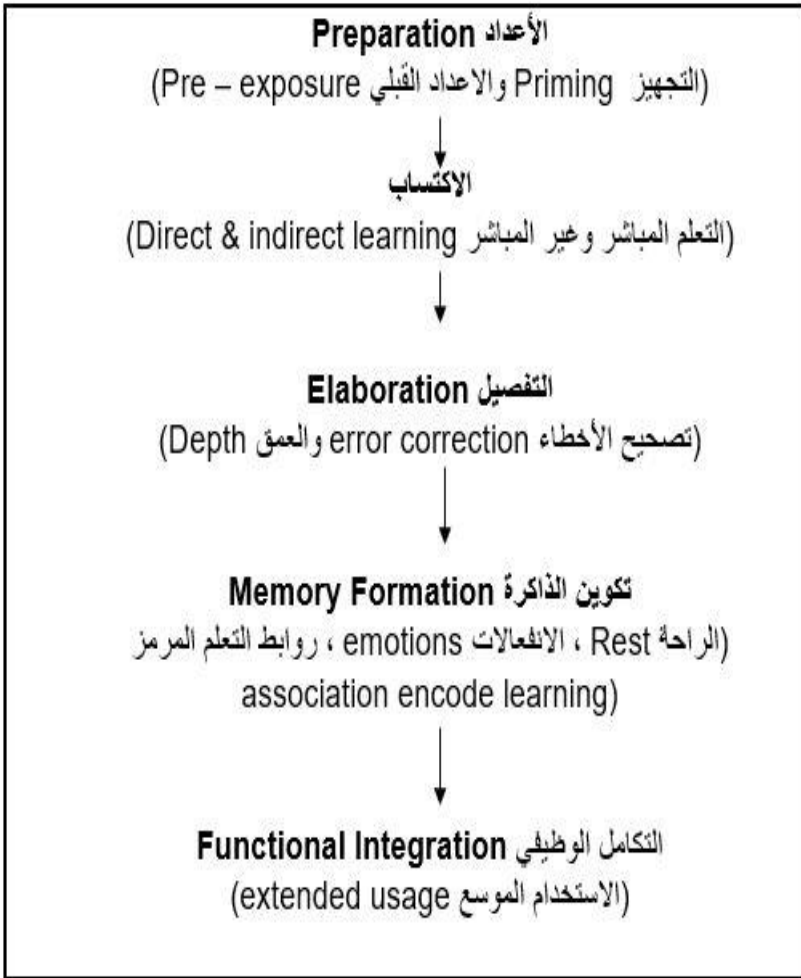 الأعداد Preparation
(التجهيز Priming والاعداد القبلي Pre – exposure)
الاكتساب
(التعلم المباشر وغير المباشر Direct & indirect learning)
التفصيل Elaboration
(تصحيح الأخطاء error correction والعمق Depth)
تكوين الذاكرة Memory Formation
(الراحة Rest ، الانفعالات emotions ، روابط التعلم المرمز
association encode learning)
التكامل الوظيفي Functional Integration
(الاستخدام الموسع extended usage)